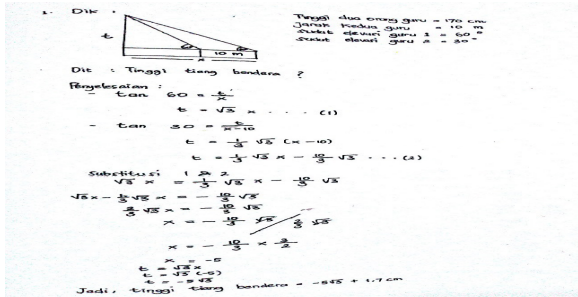 1. Dik :
t
10 m
x
Tinggi dua orang guru = 170 cm
Jarak kedua guru = 10 m
sudut elevasi guru 1 = 60°
sudut elevasi guru 2 = 30°
Dit : Tinggi tiang bendera ?
Penyelesaian :
- tan 60 = t/x
t = √3 x ... (1)
- tan 30 = t/(x-10)
t = 1/3 √3 (x-10)
t = 1/3 √3 x - 10/3 √3 ... (2)
Substitusi 1 & 2
√3 x = 1/3 √3 x - 10/3 √3
√3 x - 1/3 √3 x = - 10/3 √3
2/3 √3 x = - 10/3 √3
x = - 10/3 √3 / 2/3 √3
x = - 10/3 × 3/2
x = -5
t = √3 x
t = √3 (-5)
t = -5√3
Jadi, tinggi tiang bendera = -5√3 + 1.7 cm